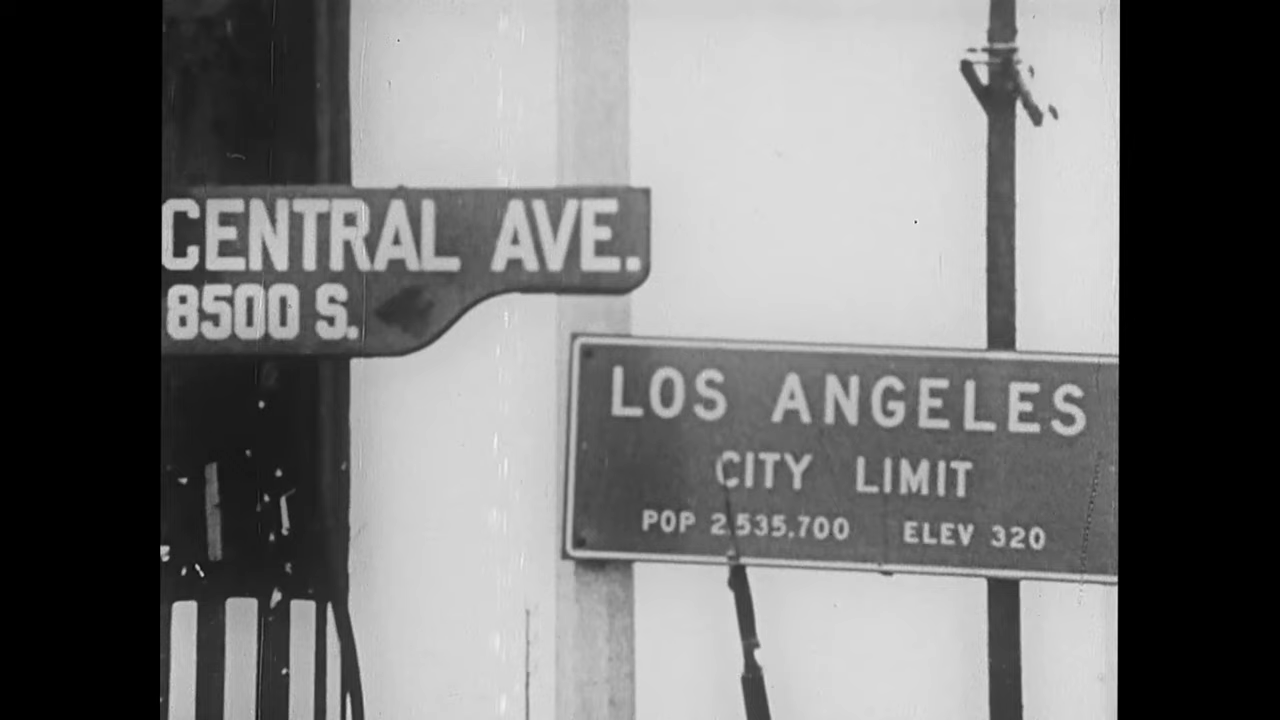 CENTRAL AVE.
8500 S.
LOS ANGELES
CITY LIMIT
POP 2,535,700 ELEV 320